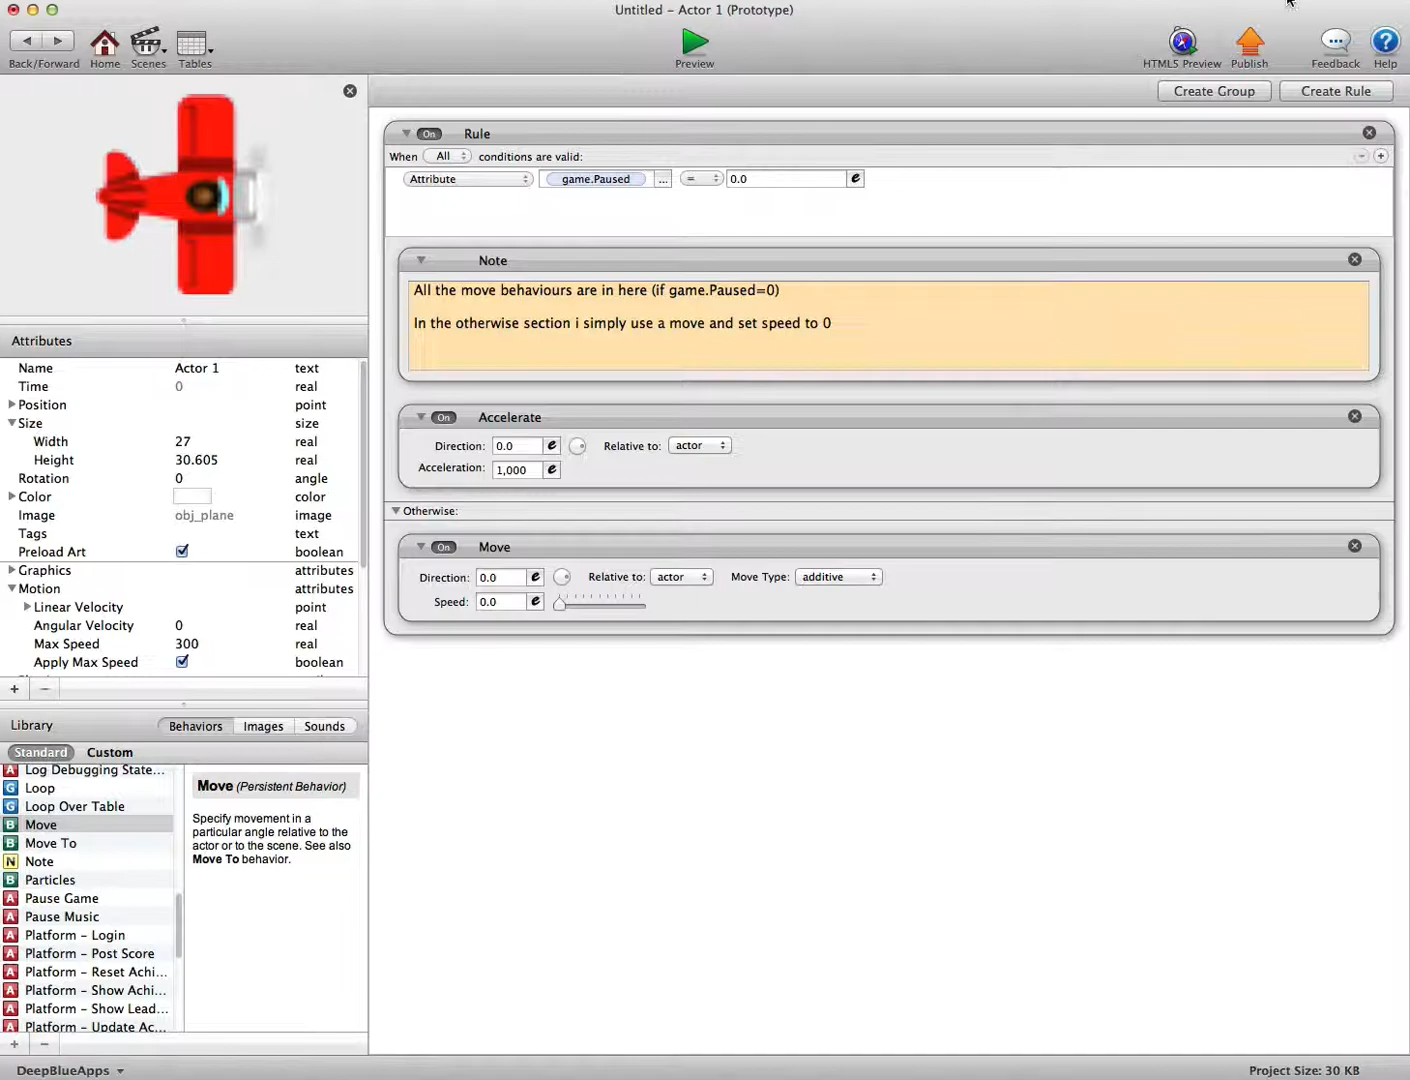 Untitled - Actor 1 (Prototype)
Back/Forward
Home
Scenes
Tables
Preview
HTML5 Preview
Publish
Feedback
Help
Create Group
Create Rule
Attributes
Name Actor 1 text
Time 0 real
Position point
Size size
Width 27 real
Height 30.605 real
Rotation 0 angle
Color color
Image obj_plane image
Tags text
Preload Art boolean
Graphics attributes
Motion attributes
Linear Velocity point
Angular Velocity 0 real
Max Speed 300 real
Apply Max Speed boolean
+ −
Library Behaviors Images Sounds
Standard Custom
A Log Debugging State...
G Loop
G Loop Over Table
B Move
B Move To
N Note
B Particles
A Pause Game
A Pause Music
A Platform - Login
A Platform - Post Score
A Platform - Reset Achi...
A Platform - Show Achi...
A Platform - Show Lead...
A Platform - Update Ac...
Move (Persistent Behavior)
Specify movement in a
particular angle relative to the
actor or to the scene. See also
Move To behavior.
+ −
On Rule
When All conditions are valid:
Attribute game.Paused ... = 0.0 e
Note
All the move behaviours are in here (if game.Paused=0)
In the otherwise section i simply use a move and set speed to 0
On Accelerate
Direction: 0.0 e Relative to: actor
Acceleration: 1,000 e
Otherwise:
On Move
Direction: 0.0 e Relative to: actor Move Type: additive
Speed: 0.0 e
DeepBlueApps
Project Size: 30 KB